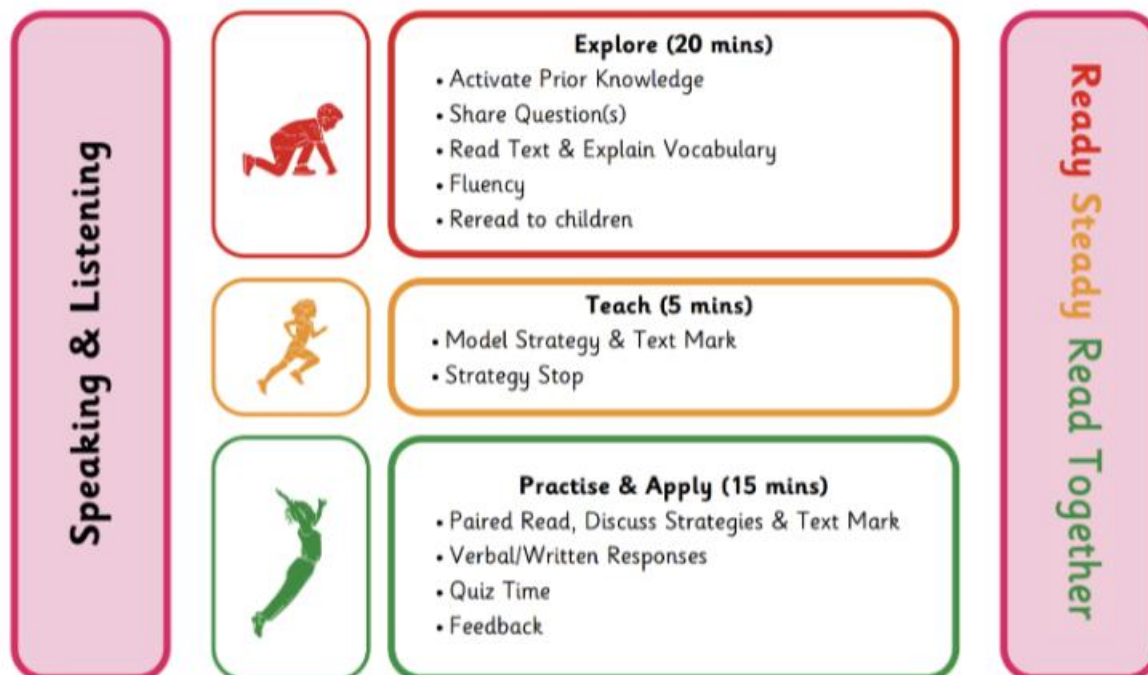 Speaking & Listening
Explore (20 mins)
• Activate Prior Knowledge
• Share Question(s)
• Read Text & Explain Vocabulary
• Fluency
• Reread to children
Teach (5 mins)
• Model Strategy & Text Mark
• Strategy Stop
Practise & Apply (15 mins)
• Paired Read, Discuss Strategies & Text Mark
• Verbal/Written Responses
• Quiz Time
• Feedback
Ready Steady Read Together